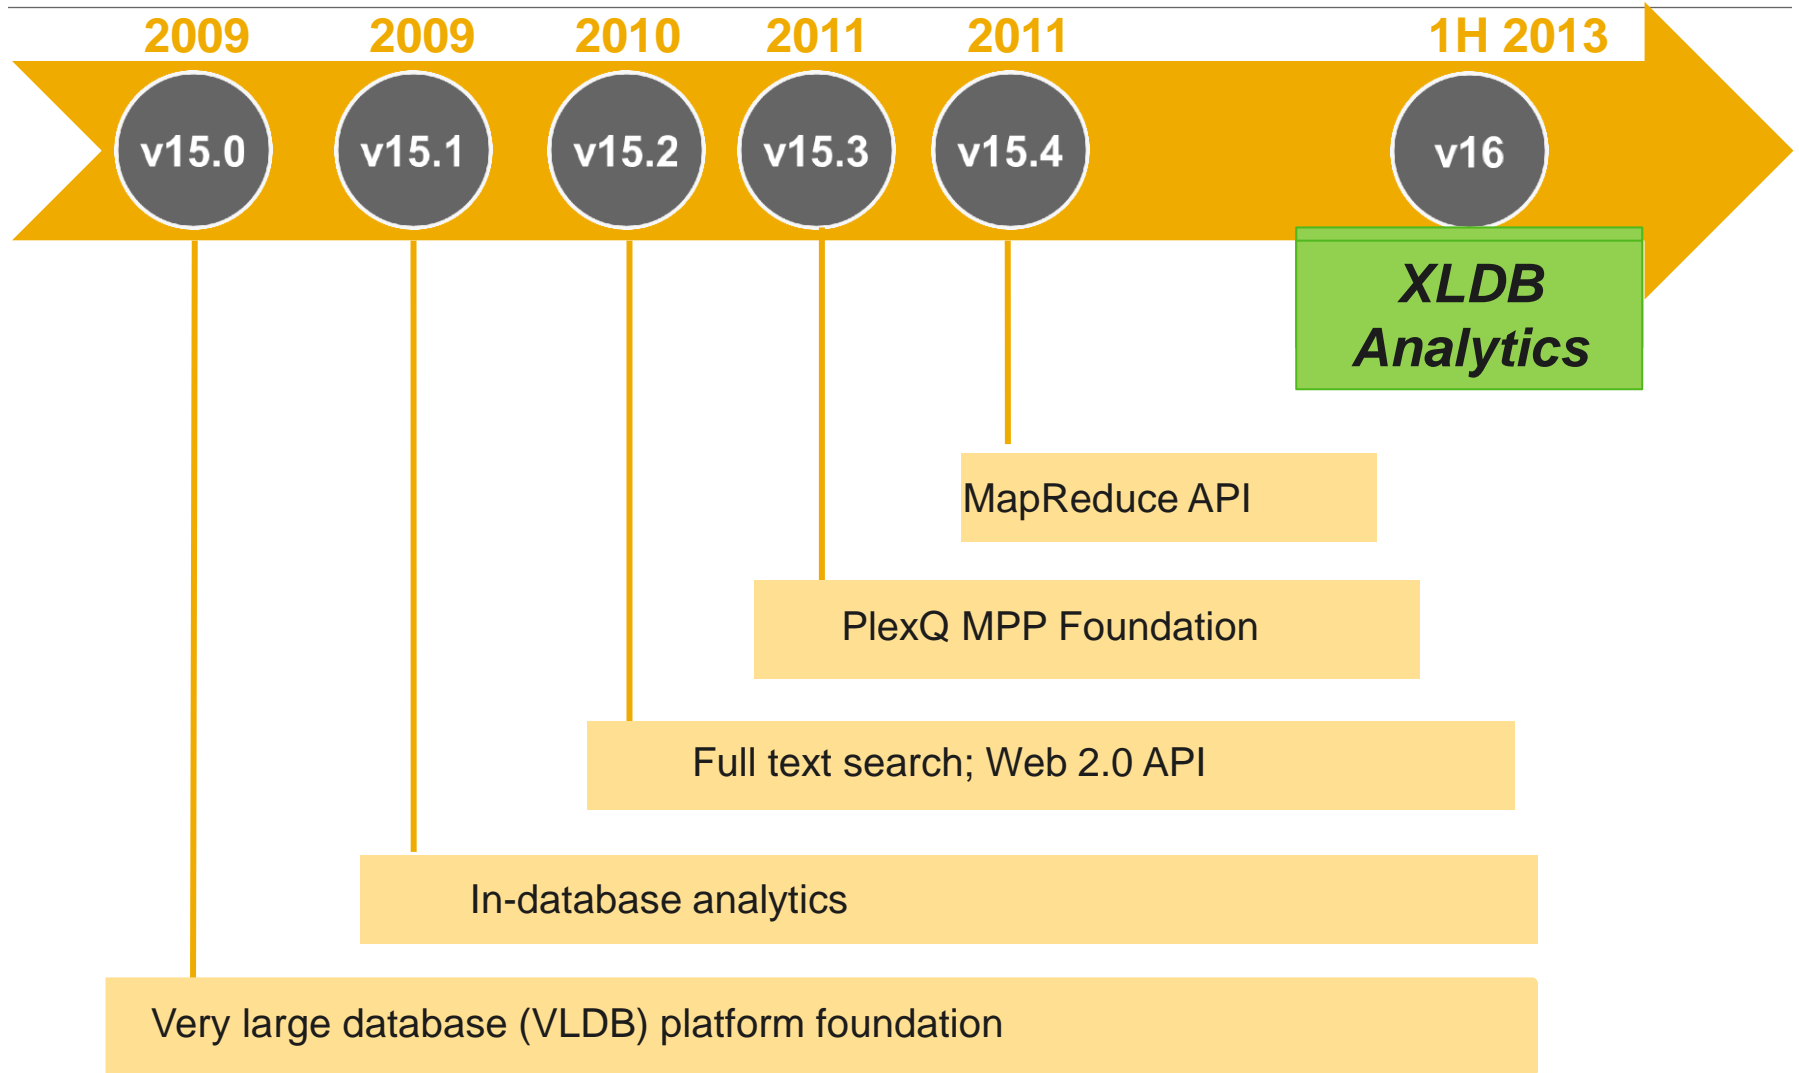 2009 2009 2010 2011 2011 1H 2013
v15.0 v15.1 v15.2 v15.3 v15.4 v16
XLDB
Analytics
MapReduce API
PlexQ MPP Foundation
Full text search; Web 2.0 API
In-database analytics
Very large database (VLDB) platform foundation